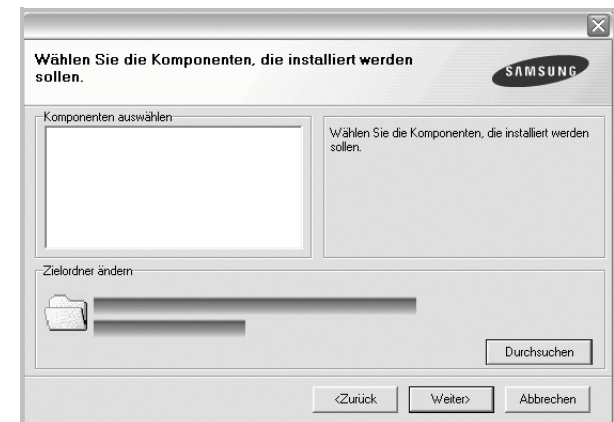 Wählen Sie die Komponenten, die installiert werden
sollen.
SAMSUNG
Komponenten auswählen
Wählen Sie die Komponenten, die installiert werden
sollen.
Zielordner ändern
Durchsuchen
<Zurück
Weiter>
Abbrechen